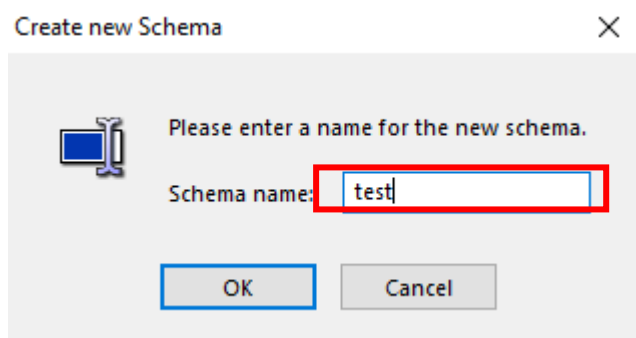 Create new Schema
Please enter a name for the new schema.
Schema name: test
OK Cancel